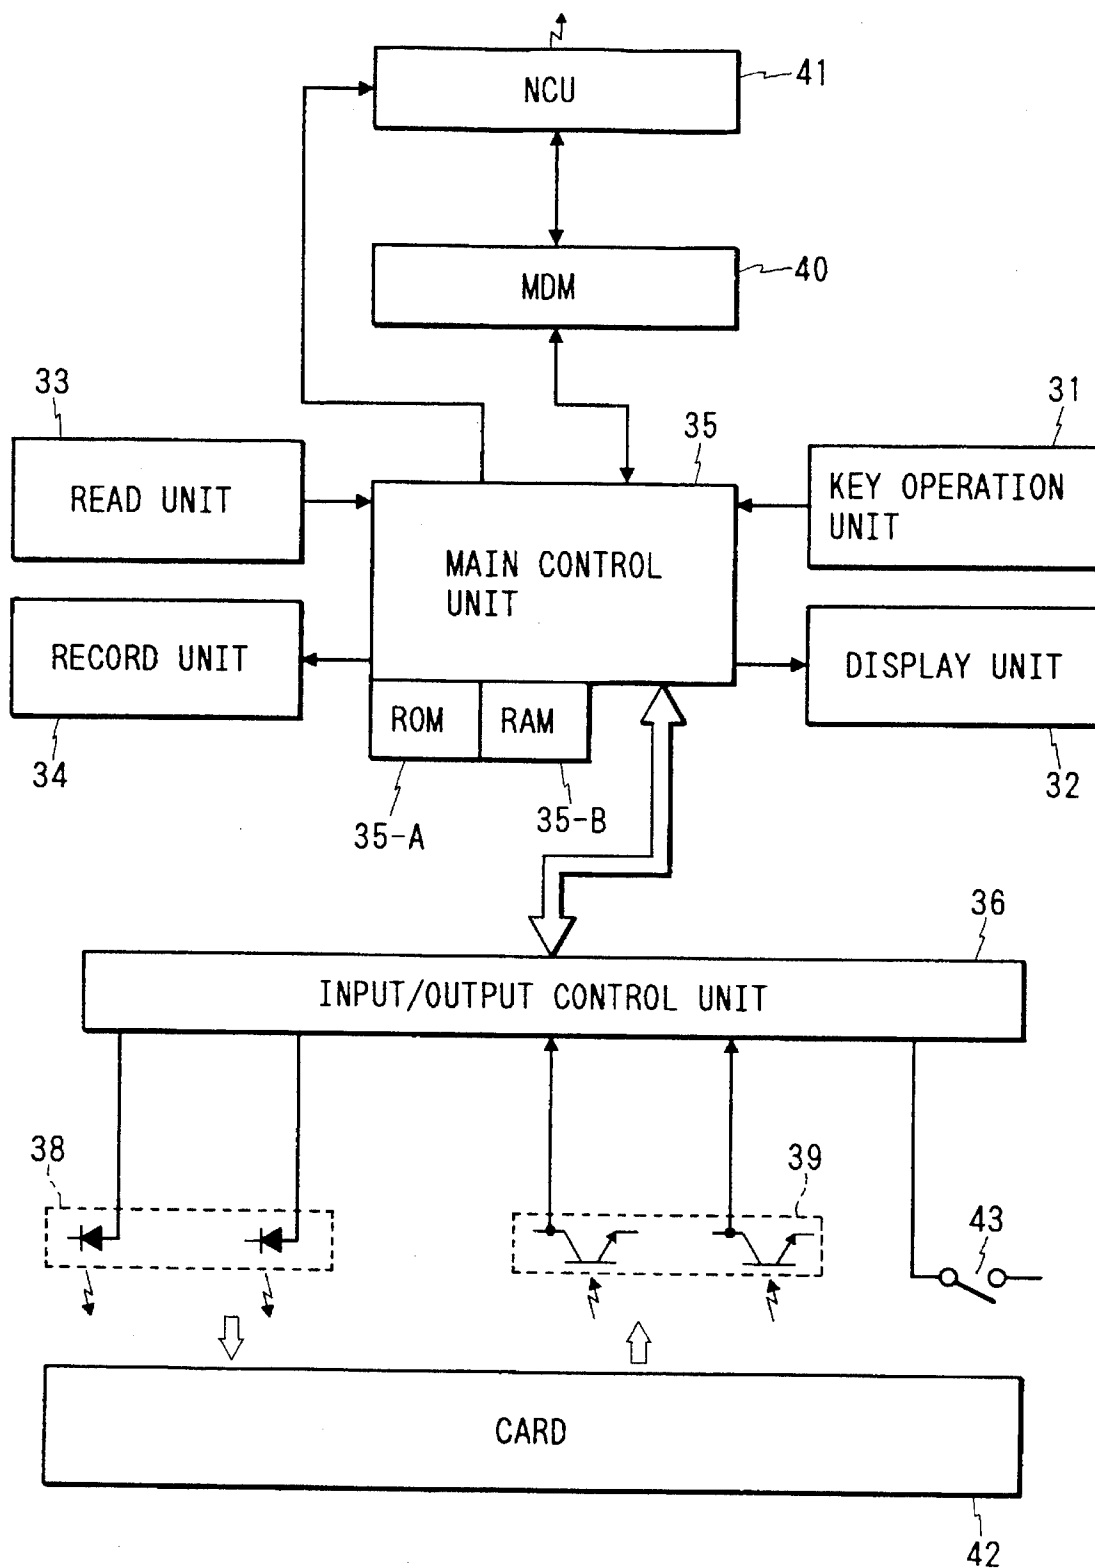 NCU
41
MDM
40
33
31
35
READ UNIT
KEY OPERATION
UNIT
MAIN CONTROL
UNIT
RECORD UNIT
DISPLAY UNIT
ROM
RAM
34
32
35-A
35-B
36
INPUT/OUTPUT CONTROL UNIT
38
39
43
CARD
42